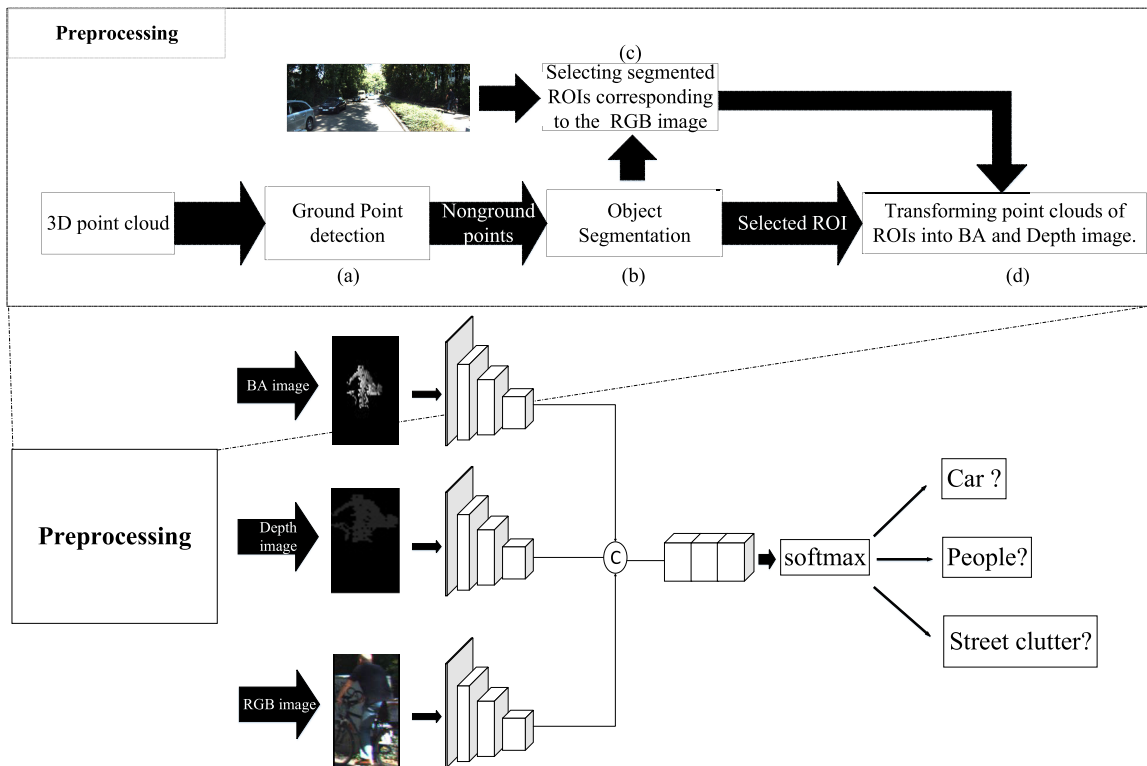 Preprocessing
(c)
Selecting segmented
ROIs corresponding
to the RGB image
3D point cloud
Ground Point
detection
Nonground
points
Object
Segmentation
Selected ROI
Transforming point clouds of
ROIs into BA and Depth image.
(a)
(b)
(d)
BA image
Preprocessing
Depth
image
RGB image
C
softmax
Car ?
People?
Street clutter?